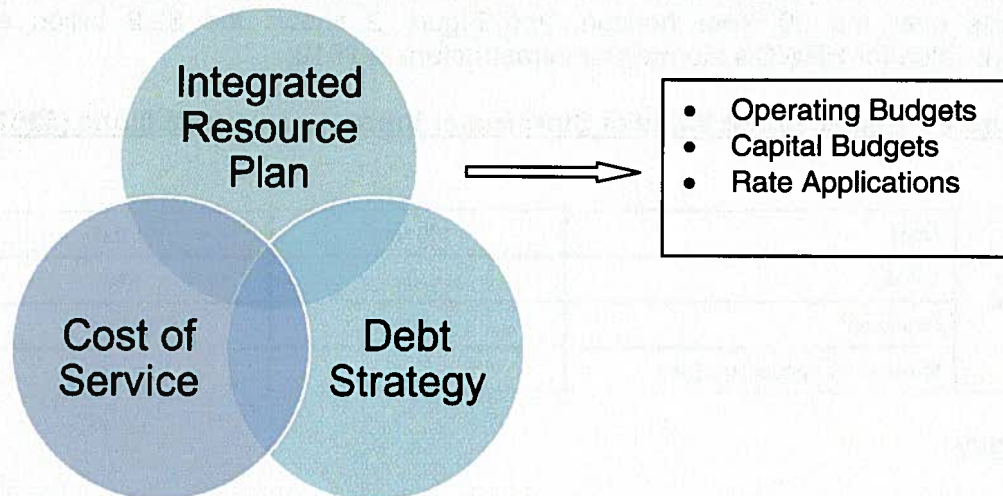 Integrated
Resource
Plan
Cost of
Service
Debt
Strategy
• Operating Budgets
• Capital Budgets
• Rate Applications